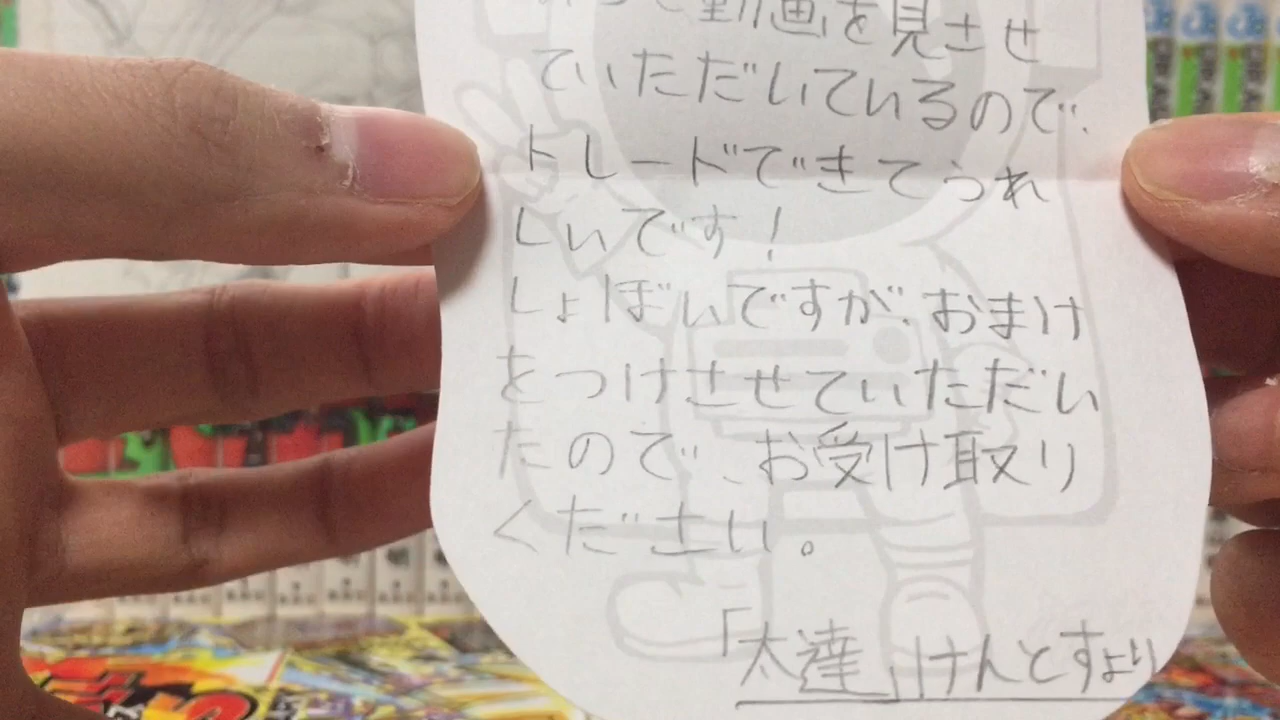 動画を見させ
ていただいているので、
トレードできてうれ
しいです！
しょぼいですが、おまけ
をつけさせていただい
たので、お受け取り
ください。
「太達」けんとすより